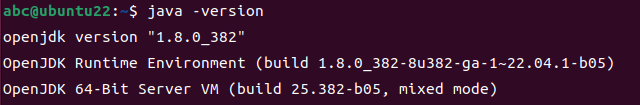 abc@ubuntu22:~$ java -version
openjdk version "1.8.0_382"
OpenJDK Runtime Environment (build 1.8.0_382-8u382-ga-1~22.04.1-b05)
OpenJDK 64-Bit Server VM (build 25.382-b05, mixed mode)